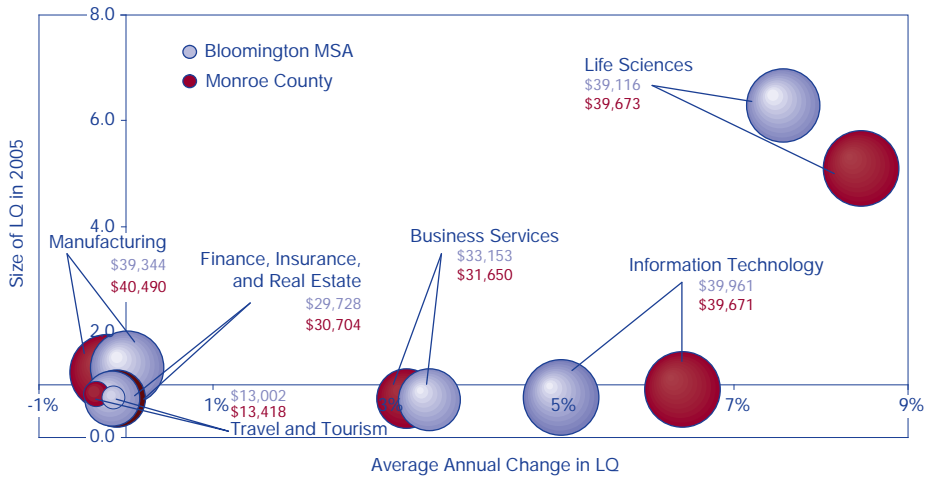 8.0
Bloomington MSA
Monroe County
Life Sciences
$39,116
$39,673
6.0
Size of LQ in 2005
4.0
Manufacturing
$39,344
$40,490
Finance, Insurance,
and Real Estate
$29,728
$30,704
Business Services
$33,153
$31,650
Information Technology
$39,961
$39,671
2.0
-1%
1%
3%
5%
7%
9%
$13,002
$13,418
Travel and Tourism
0.0
Average Annual Change in LQ